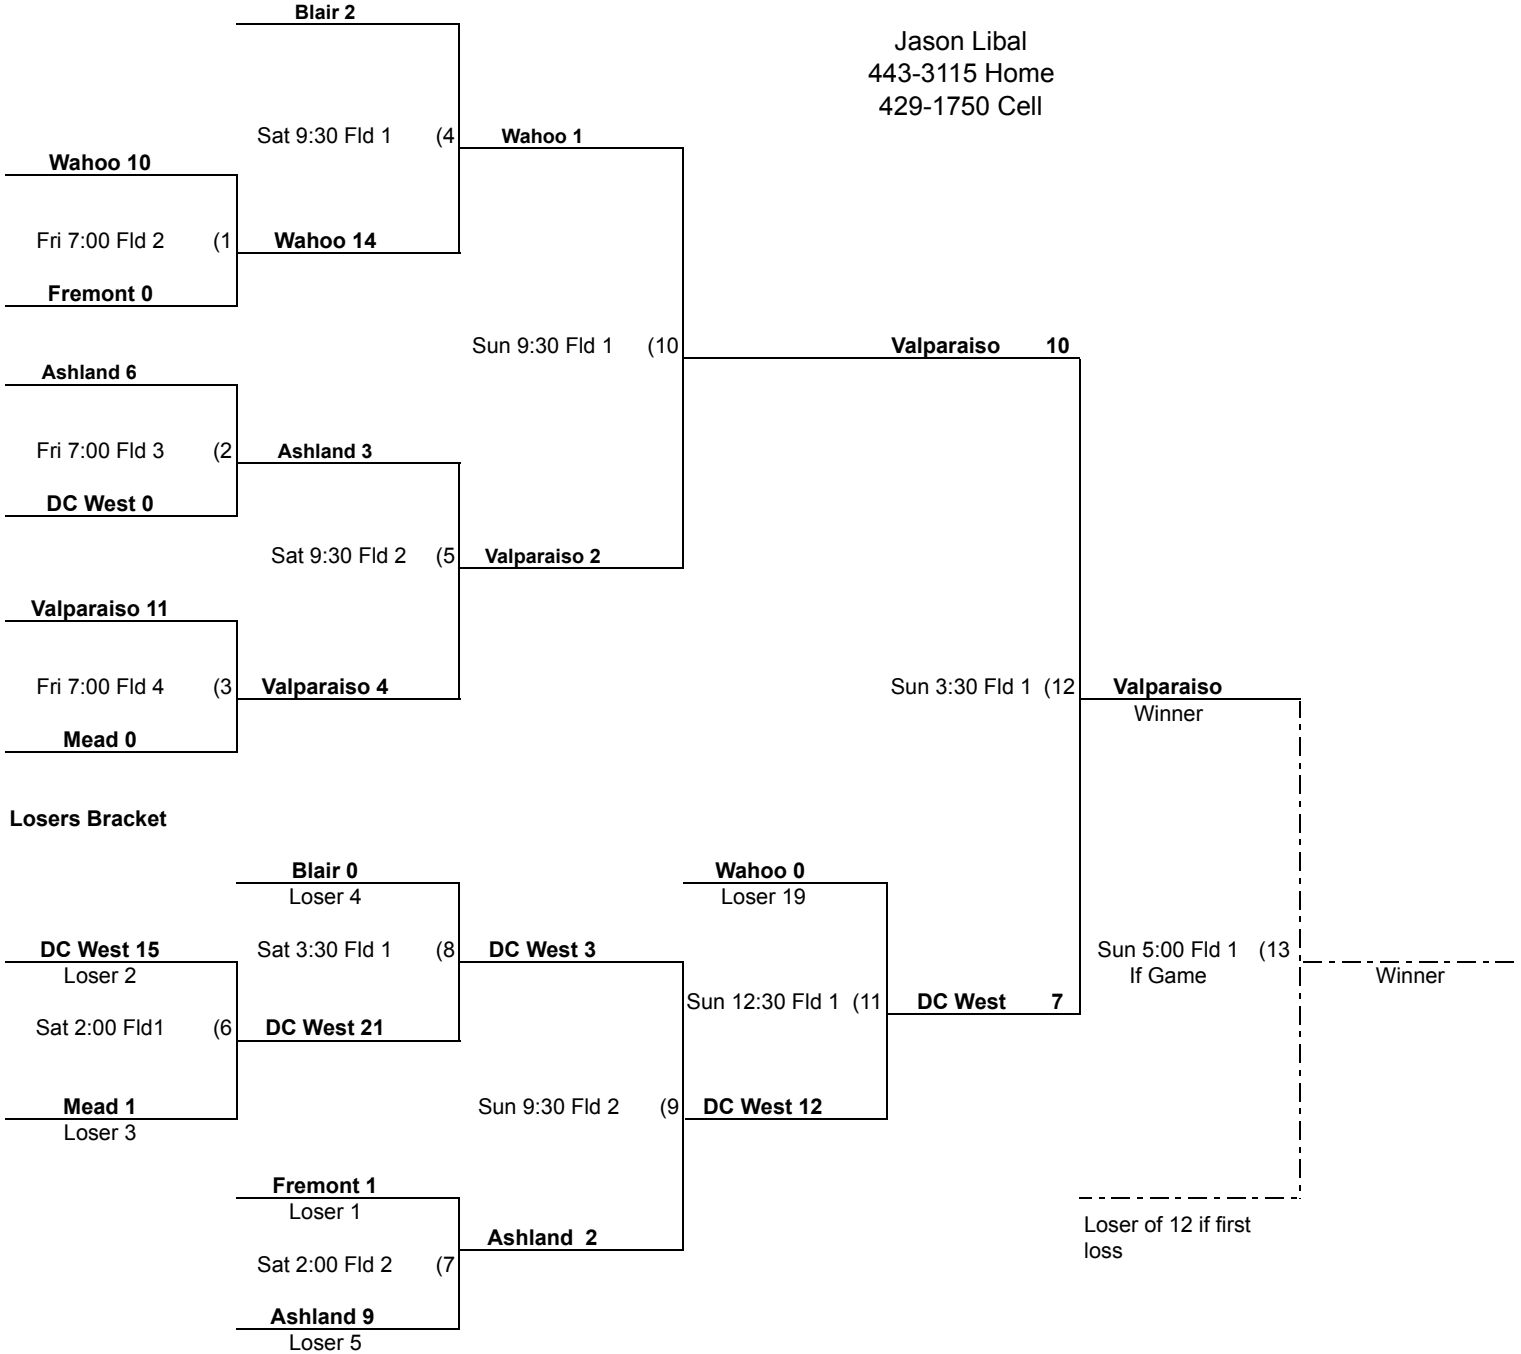 Blair 2
Jason Libal
443-3115 Home
429-1750 Cell
Sat 9:30 Fld 1 (4
Wahoo 1
Wahoo 10
Fri 7:00 Fld 2 (1
Wahoo 14
Fremont 0
Sun 9:30 Fld 1 (10
Valparaiso 10
Ashland 6
Fri 7:00 Fld 3 (2
Ashland 3
DC West 0
Sat 9:30 Fld 2 (5
Valparaiso 2
Valparaiso 11
Fri 7:00 Fld 4 (3
Valparaiso 4
Sun 3:30 Fld 1 (12
Valparaiso
Winner
Mead 0
Losers Bracket
Blair 0
Loser 4
Wahoo 0
Loser 19
DC West 15
Loser 2
Sat 3:30 Fld 1 (8
DC West 3
Sun 5:00 Fld 1 (13
If Game
Winner
Sat 2:00 Fld1 (6
DC West 21
Sun 12:30 Fld 1 (11
DC West 7
Mead 1
Loser 3
Sun 9:30 Fld 2 (9
DC West 12
Fremont 1
Loser 1
Ashland 2
Loser of 12 if first
loss
Sat 2:00 Fld 2 (7
Ashland 9
Loser 5